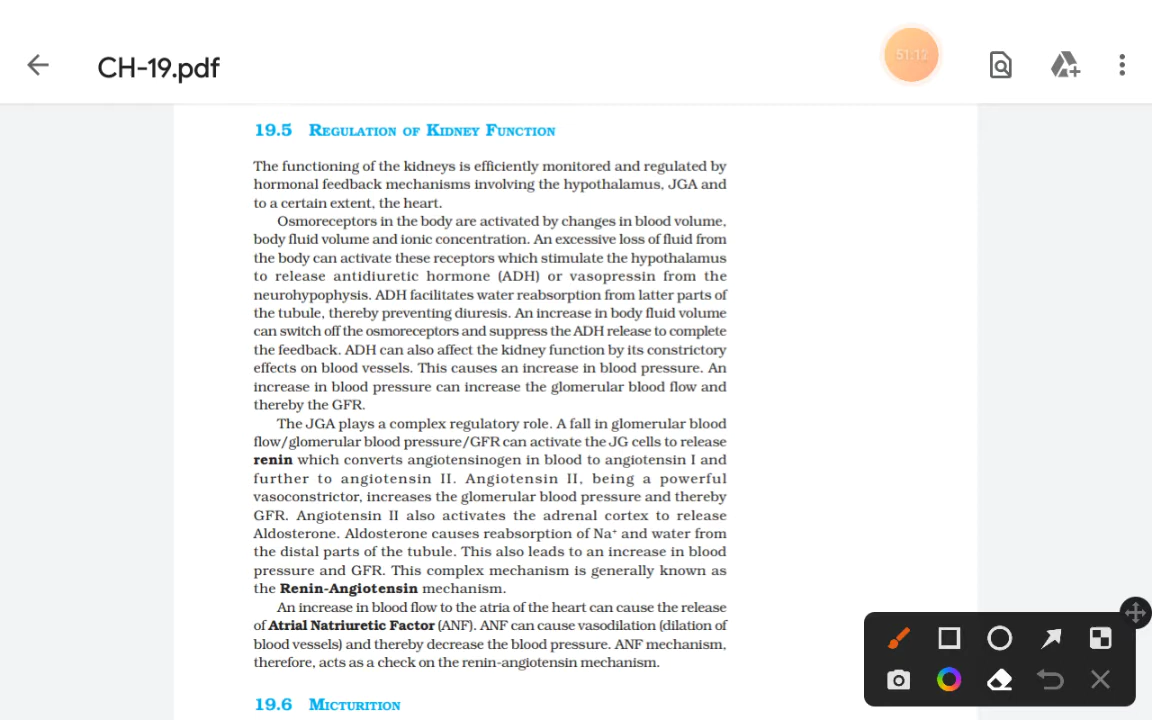 CH-19.pdf
51:12
19.5 Regulation of Kidney Function
The functioning of the kidneys is efficiently monitored and regulated by
hormonal feedback mechanisms involving the hypothalamus, JGA and
to a certain extent, the heart.
Osmoreceptors in the body are activated by changes in blood volume,
body fluid volume and ionic concentration. An excessive loss of fluid from
the body can activate these receptors which stimulate the hypothalamus
to release antidiuretic hormone (ADH) or vasopressin from the
neurohypophysis. ADH facilitates water reabsorption from latter parts of
the tubule, thereby preventing diuresis. An increase in body fluid volume
can switch off the osmoreceptors and suppress the ADH release to complete
the feedback. ADH can also affect the kidney function by its constrictory
effects on blood vessels. This causes an increase in blood pressure. An
increase in blood pressure can increase the glomerular blood flow and
thereby the GFR.
The JGA plays a complex regulatory role. A fall in glomerular blood
flow/glomerular blood pressure/GFR can activate the JG cells to release
renin which converts angiotensinogen in blood to angiotensin I and
further to angiotensin II. Angiotensin II, being a powerful
vasoconstrictor, increases the glomerular blood pressure and thereby
GFR. Angiotensin II also activates the adrenal cortex to release
Aldosterone. Aldosterone causes reabsorption of Na⁺ and water from
the distal parts of the tubule. This also leads to an increase in blood
pressure and GFR. This complex mechanism is generally known as
the Renin-Angiotensin mechanism.
An increase in blood flow to the atria of the heart can cause the release
of Atrial Natriuretic Factor (ANF). ANF can cause vasodilation (dilation of
blood vessels) and thereby decrease the blood pressure. ANF mechanism,
therefore, acts as a check on the renin-angiotensin mechanism.
19.6 Micturition